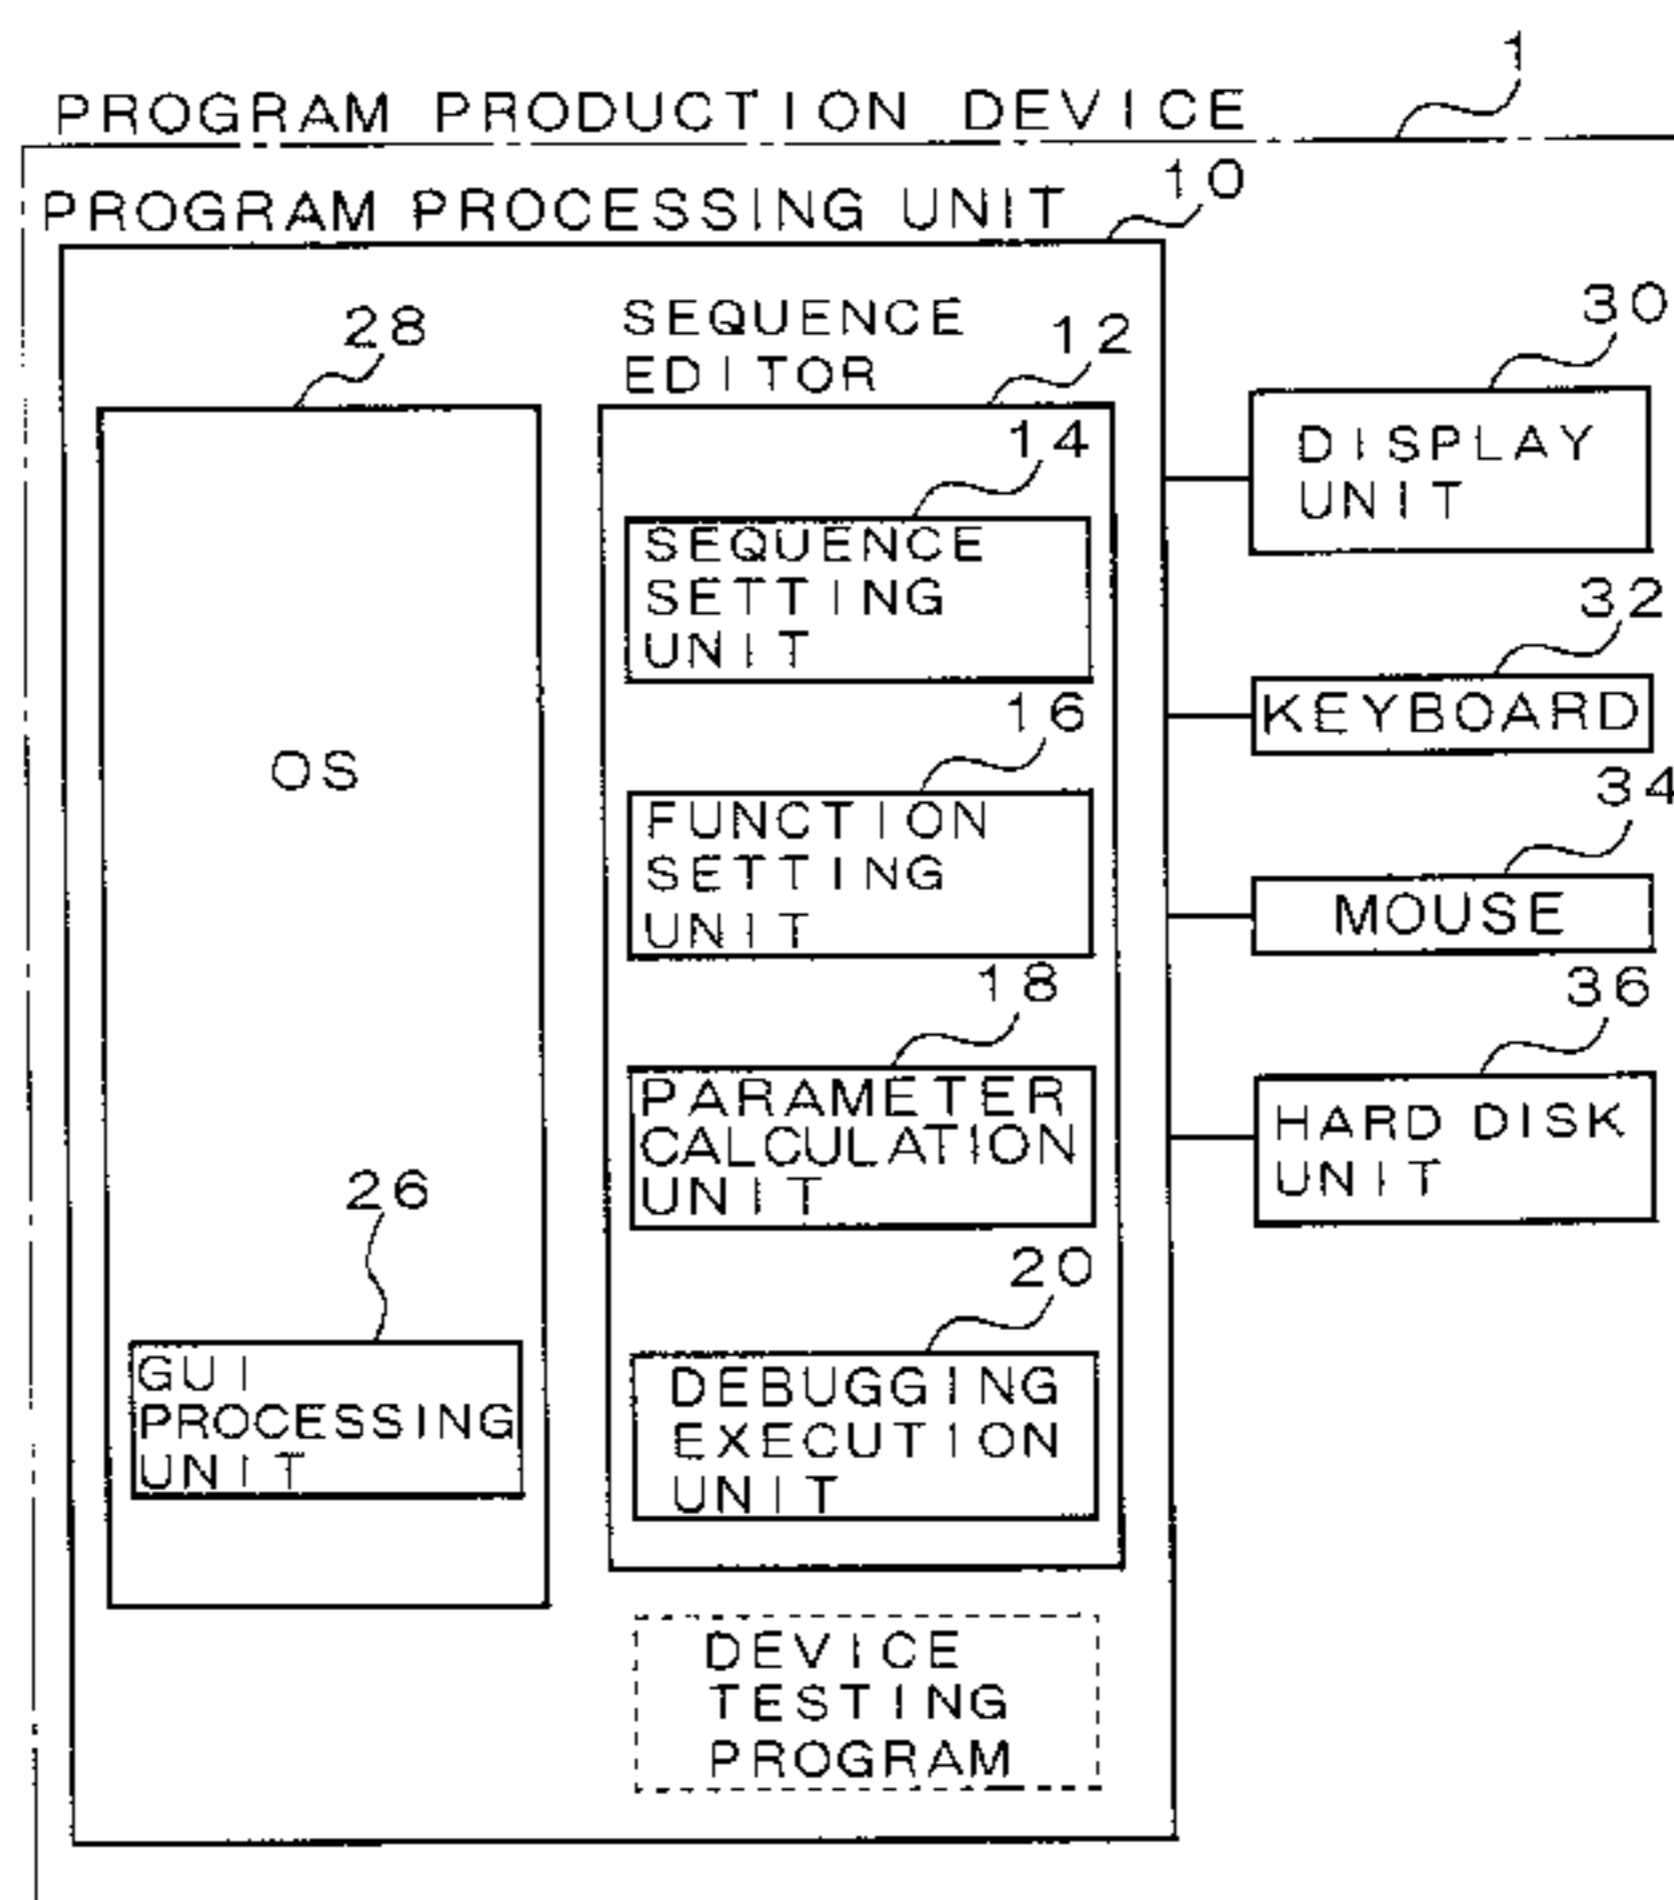 1
PROGRAM PRODUCTION DEVICE
10
PROGRAM PROCESSING UNIT
28
OS
26
GUI
PROCESSING
UNIT
SEQUENCE
EDITOR
12
14
SEQUENCE
SETTING
UNIT
16
FUNCTION
SETTING
UNIT
18
PARAMETER
CALCULATION
UNIT
20
DEBUGGING
EXECUTION
UNIT
DEVICE
TESTING
PROGRAM
30
DISPLAY
UNIT
32
KEYBOARD
34
MOUSE
36
HARD DISK
UNIT